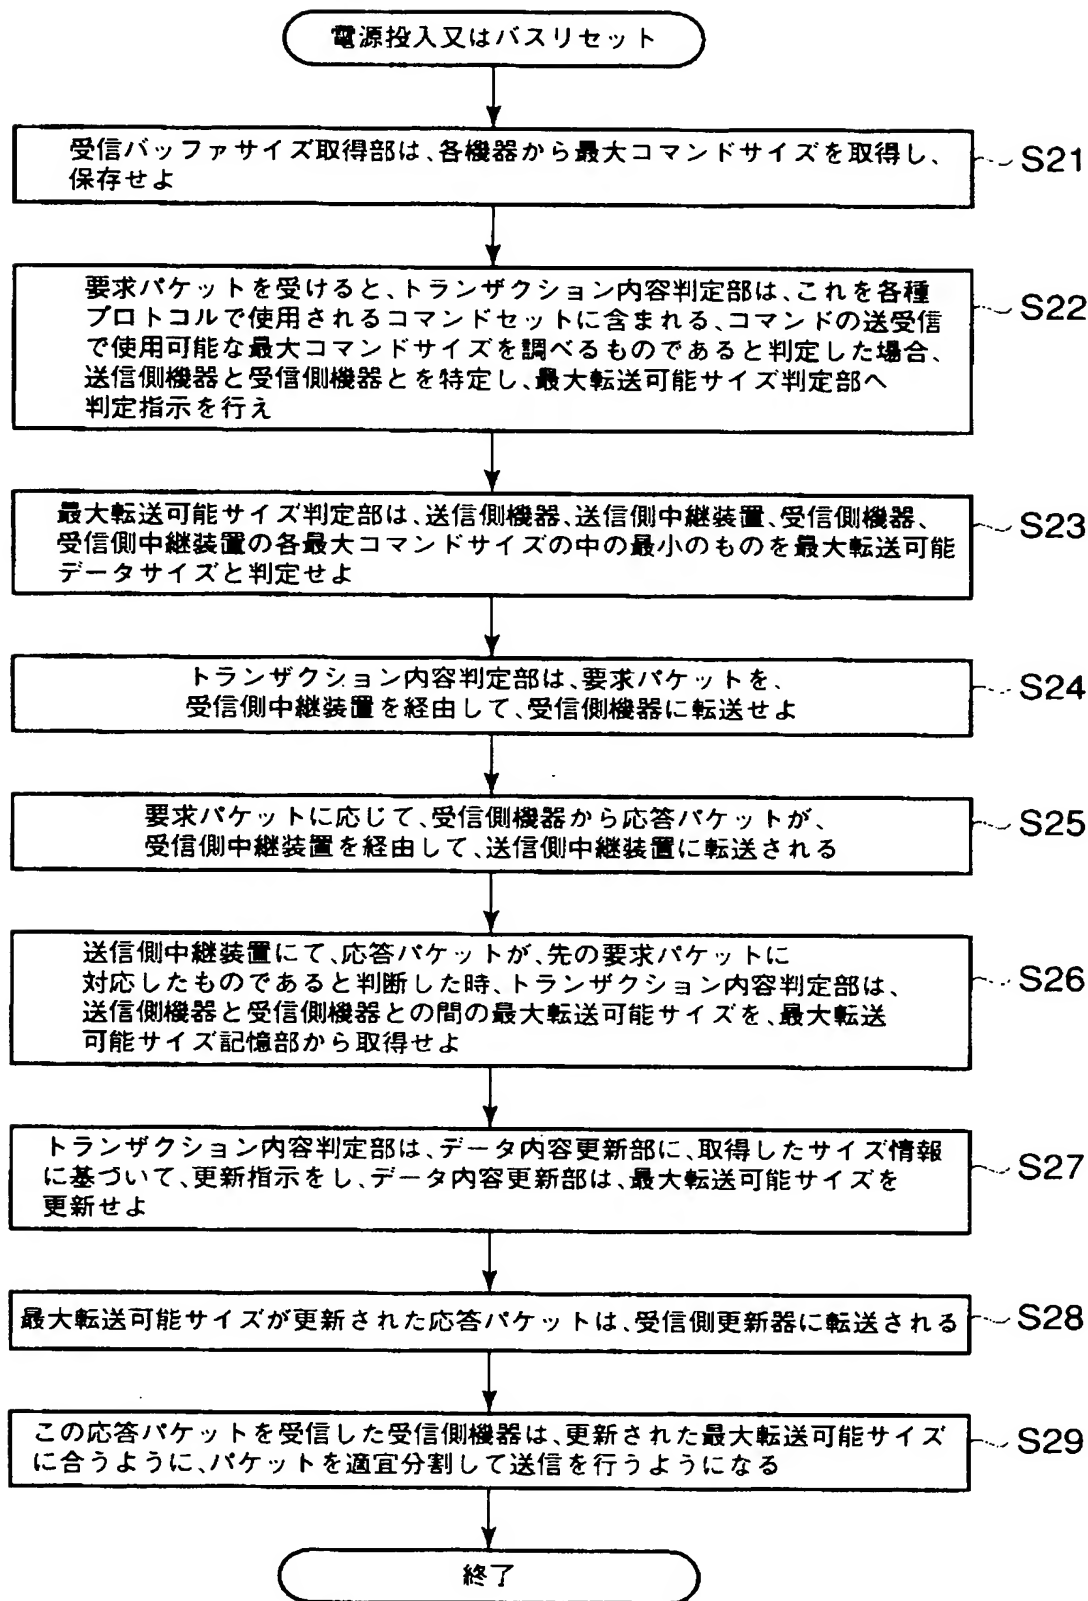 電源投入又はバスリセット
受信バッファサイズ取得部は、各機器から最大コマンドサイズを取得し、
保存せよ
S21
要求パケットを受けると、トランザクション内容判定部は、これを各種
プロトコルで使用されるコマンドセットに含まれる、コマンドの送受信
で使用可能な最大コマンドサイズを調べるものであると判定した場合、
送信側機器と受信側機器とを特定し、最大転送可能サイズ判定部へ
判定指示を行え
S22
最大転送可能サイズ判定部は、送信側機器、送信側中継装置、受信側機器、
受信側中継装置の各最大コマンドサイズの中の最小のものを最大転送可能
データサイズと判定せよ
S23
トランザクション内容判定部は、要求パケットを、
受信側中継装置を経由して、受信側機器に転送せよ
S24
要求パケットに応じて、受信側機器から応答パケットが、
受信側中継装置を経由して、送信側中継装置に転送される
S25
送信側中継装置にて、応答パケットが、先の要求パケットに
対応したものであると判断した時、トランザクション内容判定部は、
送信側機器と受信側機器との間の最大転送可能サイズを、最大転送
可能サイズ記憶部から取得せよ
S26
トランザクション内容判定部は、データ内容更新部に、取得したサイズ情報
に基づいて、更新指示をし、データ内容更新部は、最大転送可能サイズを
更新せよ
S27
最大転送可能サイズが更新された応答パケットは、受信側更新器に転送される
S28
この応答パケットを受信した受信側機器は、更新された最大転送可能サイズ
に合うように、パケットを適宜分割して送信を行うようになる
S29
終了